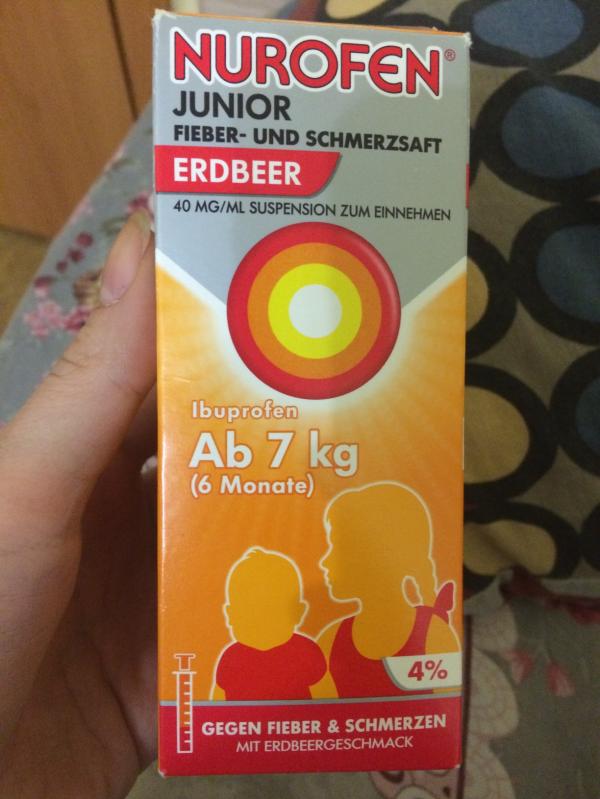 NUROFEN®
JUNIOR
FIEBER- UND SCHMERZSAFT
ERDBEER
40 MG/ML SUSPENSION ZUM EINNEHMEN
Ibuprofen
Ab 7 kg
(6 Monate)
4%
GEGEN FIEBER & SCHMERZEN
MIT ERDBEERGESCHMACK